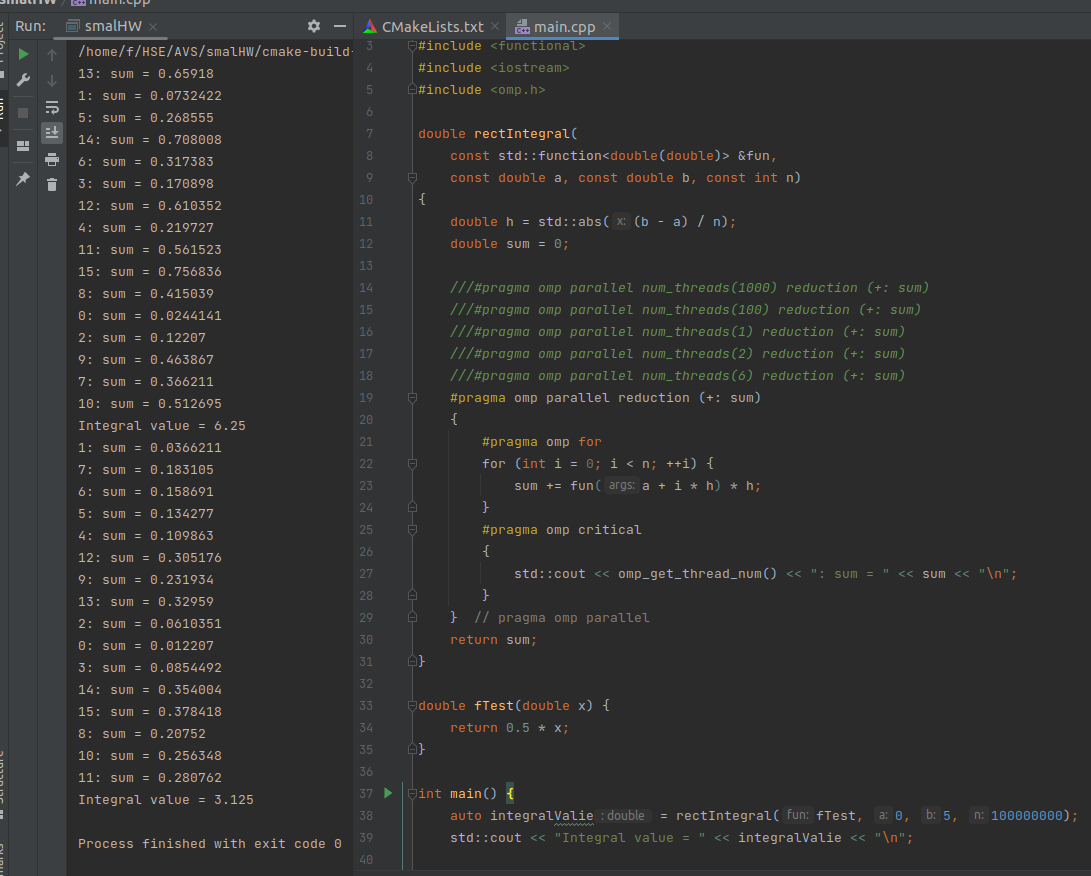 smalHW
main.cpp
Run:
smalHW
/home/f/HSE/AVS/smalHW/cmake-build-
13: sum = 0.65918
1: sum = 0.0732422
5: sum = 0.268555
14: sum = 0.708008
6: sum = 0.317383
3: sum = 0.170898
12: sum = 0.610352
4: sum = 0.219727
11: sum = 0.561523
15: sum = 0.756836
8: sum = 0.415039
0: sum = 0.0244141
2: sum = 0.12207
9: sum = 0.463867
7: sum = 0.366211
10: sum = 0.512695
Integral value = 6.25
1: sum = 0.0366211
7: sum = 0.183105
6: sum = 0.158691
5: sum = 0.134277
4: sum = 0.109863
12: sum = 0.305176
9: sum = 0.231934
13: sum = 0.32959
2: sum = 0.0610351
0: sum = 0.012207
3: sum = 0.0854492
14: sum = 0.354004
15: sum = 0.378418
8: sum = 0.20752
10: sum = 0.256348
11: sum = 0.280762
Integral value = 3.125
Process finished with exit code 0
CMakeLists.txt
main.cpp
3 #include <functional>
4 #include <iostream>
5 #include <omp.h>
6
7 double rectIntegral(
8 const std::function<double(double)> &fun,
9 const double a, const double b, const int n)
10 {
11 double h = std::abs( x: (b - a) / n);
12 double sum = 0;
13
14 ///#pragma omp parallel num_threads(1000) reduction (+: sum)
15 ///#pragma omp parallel num_threads(100) reduction (+: sum)
16 ///#pragma omp parallel num_threads(1) reduction (+: sum)
17 ///#pragma omp parallel num_threads(2) reduction (+: sum)
18 ///#pragma omp parallel num_threads(6) reduction (+: sum)
19 #pragma omp parallel reduction (+: sum)
20 {
21 #pragma omp for
22 for (int i = 0; i < n; ++i) {
23 sum += fun( args: a + i * h) * h;
24 }
25 #pragma omp critical
26 {
27 std::cout << omp_get_thread_num() << ": sum = " << sum << "\n";
28 }
29 } // pragma omp parallel
30 return sum;
31 }
32
33 double fTest(double x) {
34 return 0.5 * x;
35 }
36
37 int main() {
38 auto integralValie : double = rectIntegral( fun: fTest, a: 0, b: 5, n: 100000000);
39 std::cout << "Integral value = " << integralValie << "\n";
40